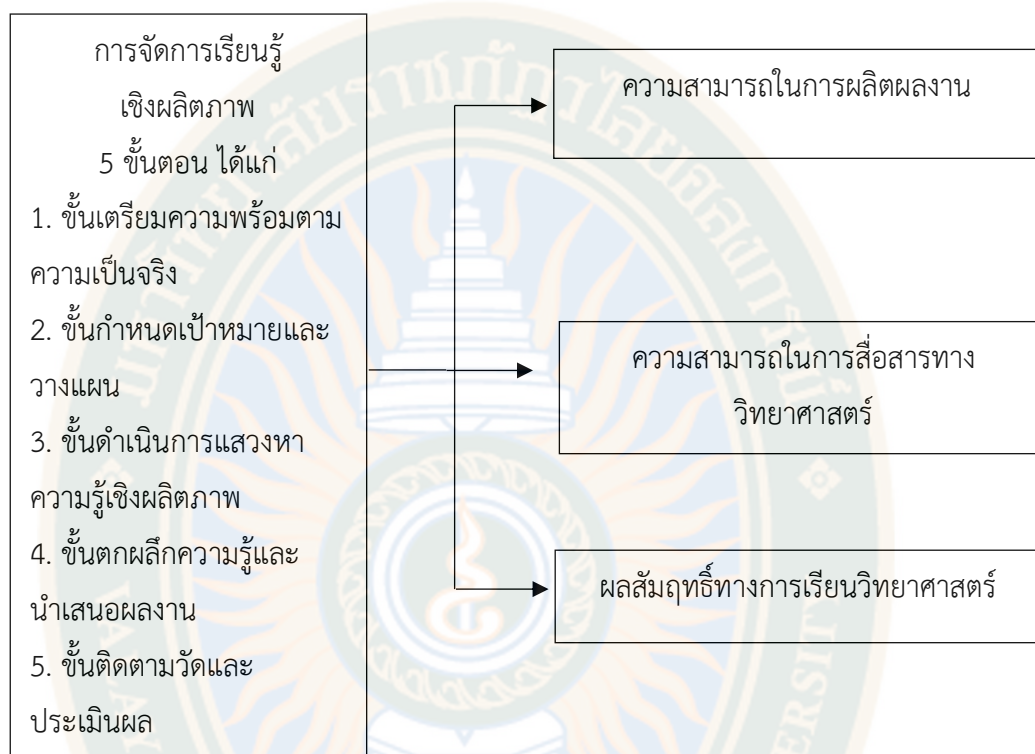 การจัดการเรียนรู้
เชิงผลิตภาพ
5 ขั้นตอน ได้แก่
1. ขั้นเตรียมความพร้อมตาม
ความเป็นจริง
2. ขั้นกำหนดเป้าหมายและ
วางแผน
3. ขั้นดำเนินการแสวงหา
ความรู้เชิงผลิตภาพ
4. ขั้นตกผลึกความรู้และ
นำเสนอผลงาน
5. ขั้นติดตามวัดและ
ประเมินผล
ความสามารถในการผลิตผลงาน
ความสามารถในการสื่อสารทาง
วิทยาศาสตร์
ผลสัมฤทธิ์ทางการเรียนวิทยาศาสตร์